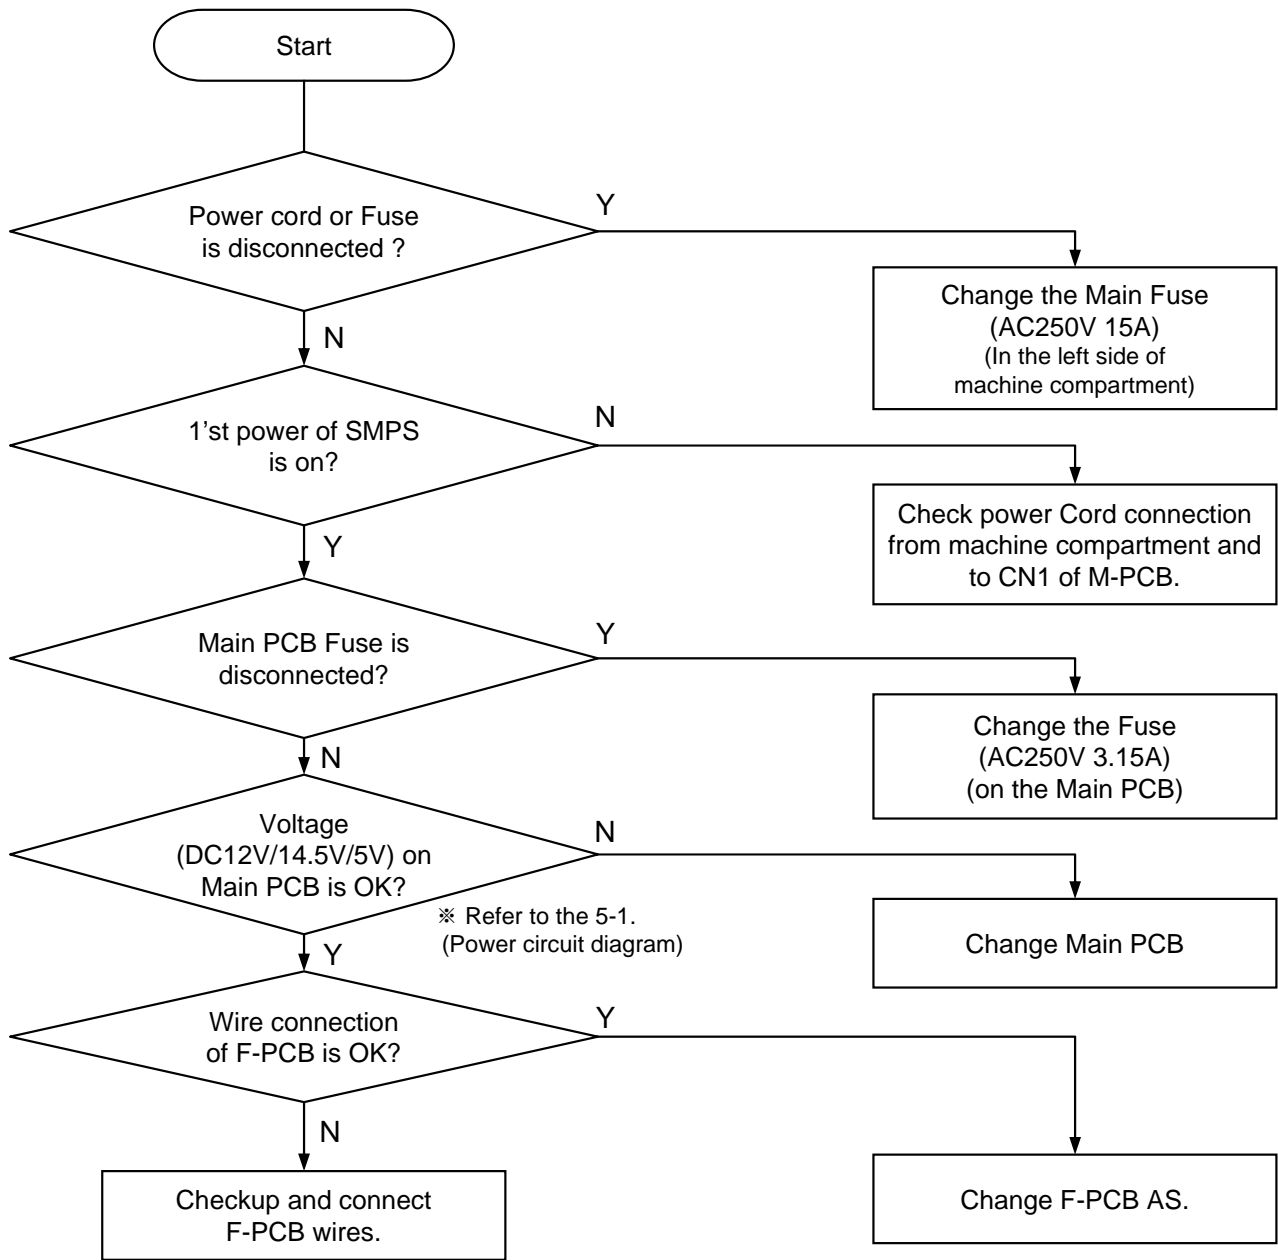 Start
Power cord or Fuse
is disconnected ?
Y
Change the Main Fuse
(AC250V 15A)
(In the left side of
machine compartment)
N
1'st power of SMPS
is on?
N
Check power Cord connection
from machine compartment and
to CN1 of M-PCB.
Y
Main PCB Fuse is
disconnected?
Y
Change the Fuse
(AC250V 3.15A)
(on the Main PCB)
N
Voltage
(DC12V/14.5V/5V) on
Main PCB is OK?
N
Change Main PCB
※ Refer to the 5-1.
(Power circuit diagram)
Y
Wire connection
of F-PCB is OK?
Y
Change F-PCB AS.
N
Checkup and connect
F-PCB wires.